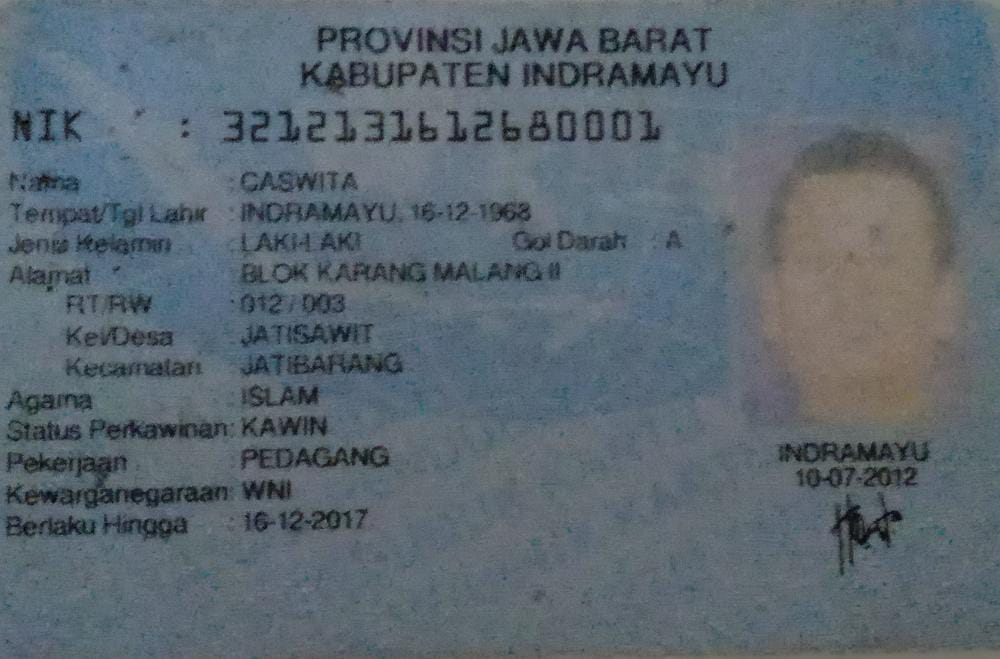 PROVINSI JAWA BARAT
KABUPATEN INDRAMAYU
NIK : 3212131612680001
Nama : CASWITA
Tempat/Tgl Lahir : INDRAMAYU, 16-12-1968
Jenis Kelamin : LAKI-LAKI Gol Darah : A
Alamat : BLOK KARANG MALANG II
RT/RW : 012 / 003
Kel/Desa : JATISAWIT
Kecamatan : JATIBARANG
Agama : ISLAM
Status Perkawinan: KAWIN
Pekerjaan : PEDAGANG
Kewarganegaraan: WNI
Berlaku Hingga : 16-12-2017
INDRAMAYU
10-07-2012